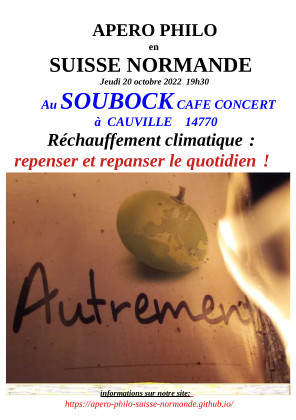 APERO PHILO
en
SUISSE NORMANDE
Jeudi 20 octobre 2022 19h30
Au SOUBOCK CAFE CONCERT
à CAUVILLE 14770
Réchauffement climatique :
repenser et repanser le quotidien !
Autrement
informations sur notre site:
https://apero-philo-suisse-normande.github.io/